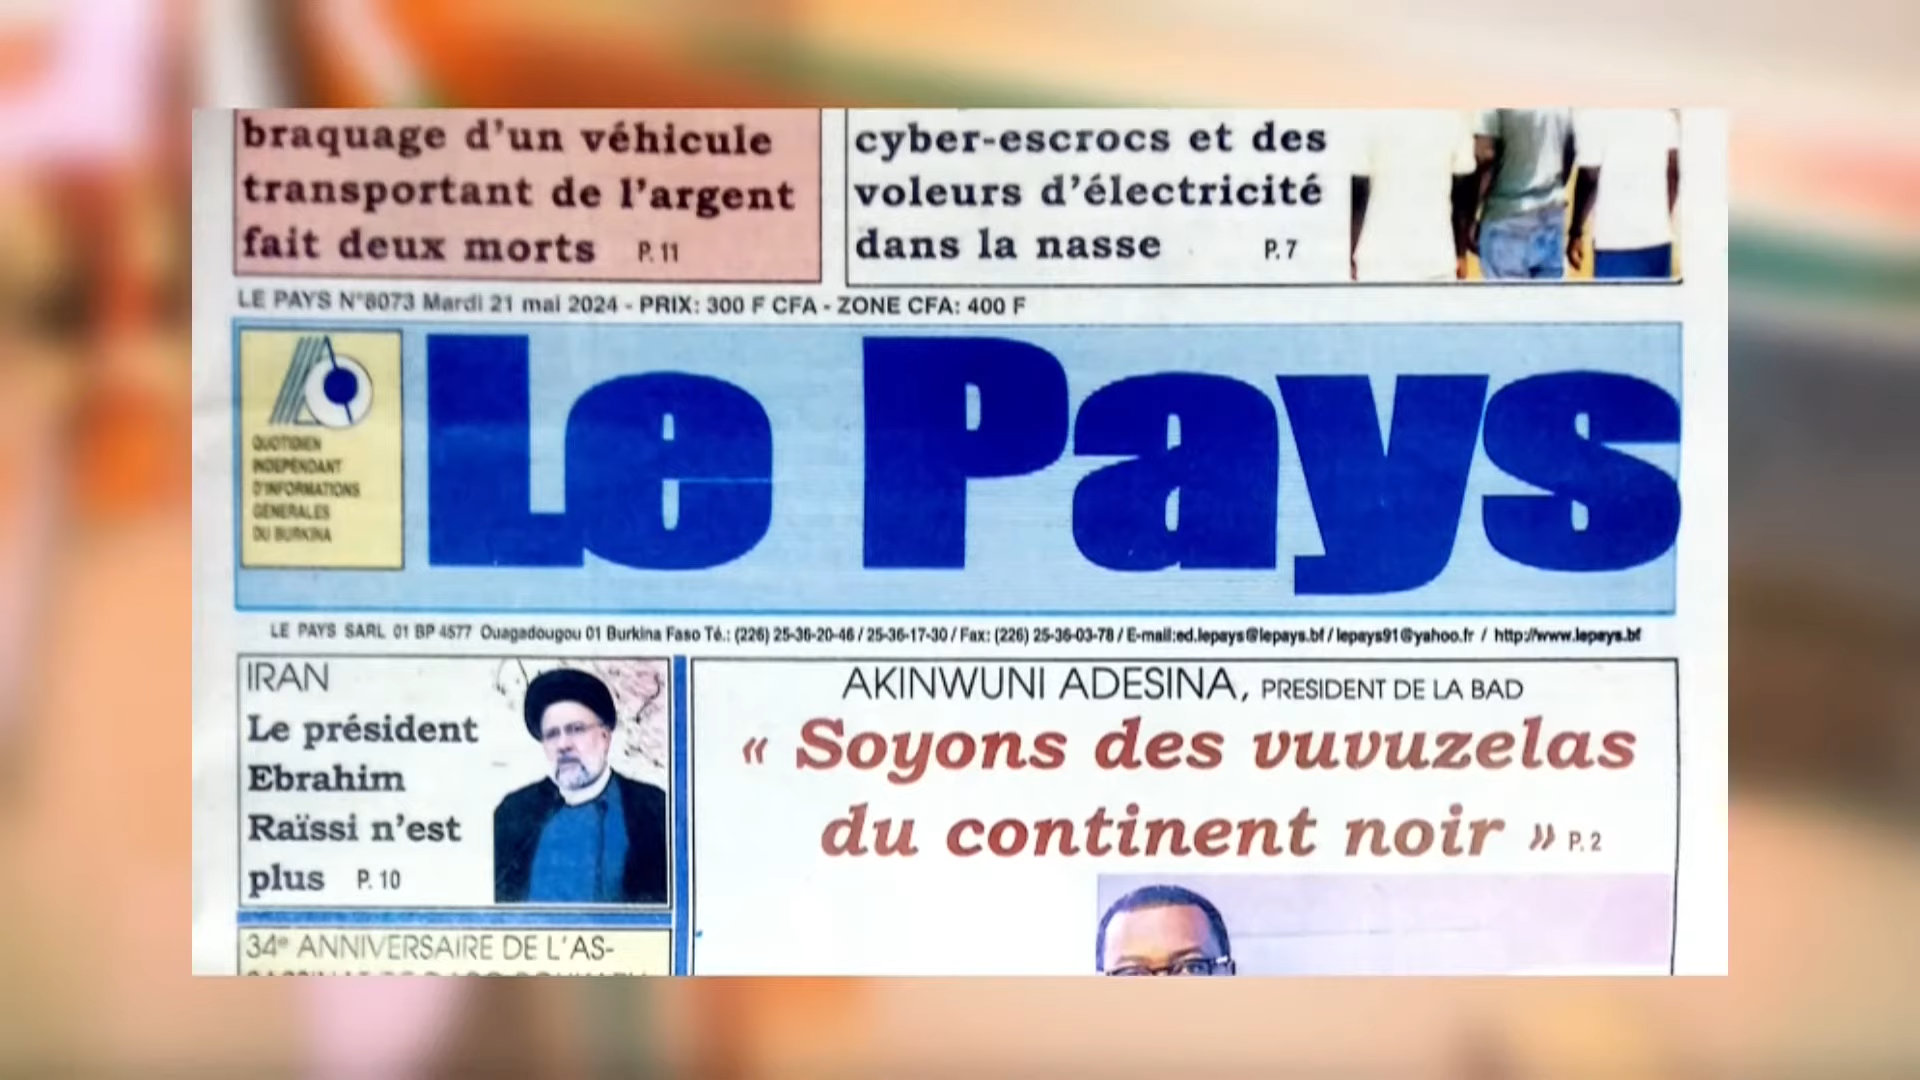 braquage d'un véhicule
transportant de l'argent
fait deux morts P. 11
cyber-escrocs et des
voleurs d'électricité
dans la nasse P. 7
LE PAYS N°8073 Mardi 21 mai 2024 - PRIX: 300 F CFA - ZONE CFA: 400 F
QUOTIDIEN
INDEPENDANT
D'INFORMATIONS
GENERALES
DU BURKINA
Le Pays
LE PAYS SARL 01 BP 4577 Ouagadougou 01 Burkina Faso Té.: (226) 25-36-20-46 / 25-36-17-30 / Fax: (226) 25-36-03-78 / E-mail:ed.lepays@lepays.bf / lepays91@yahoo.fr / http://www.lepays.bf
IRAN
Le président
Ebrahim
Raïssi n'est
plus P. 10
AKINWUNI ADESINA, PRESIDENT DE LA BAD
« Soyons des vuvuzelas
du continent noir » P. 2
34e ANNIVERSAIRE DE L'AS-